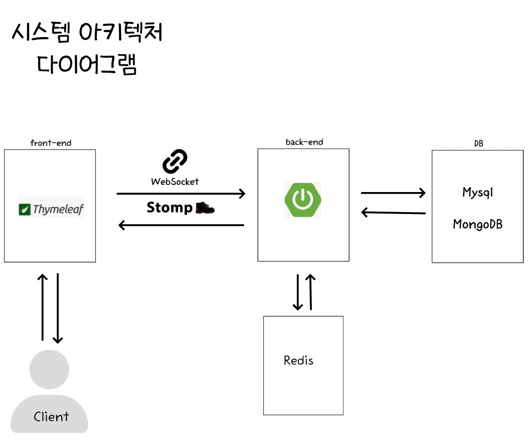 시스템 아키텍처
다이어그램
front-end
back-end
DB
WebSocket
Thymeleaf
Stomp
Mysql
MongoDB
Redis
Client